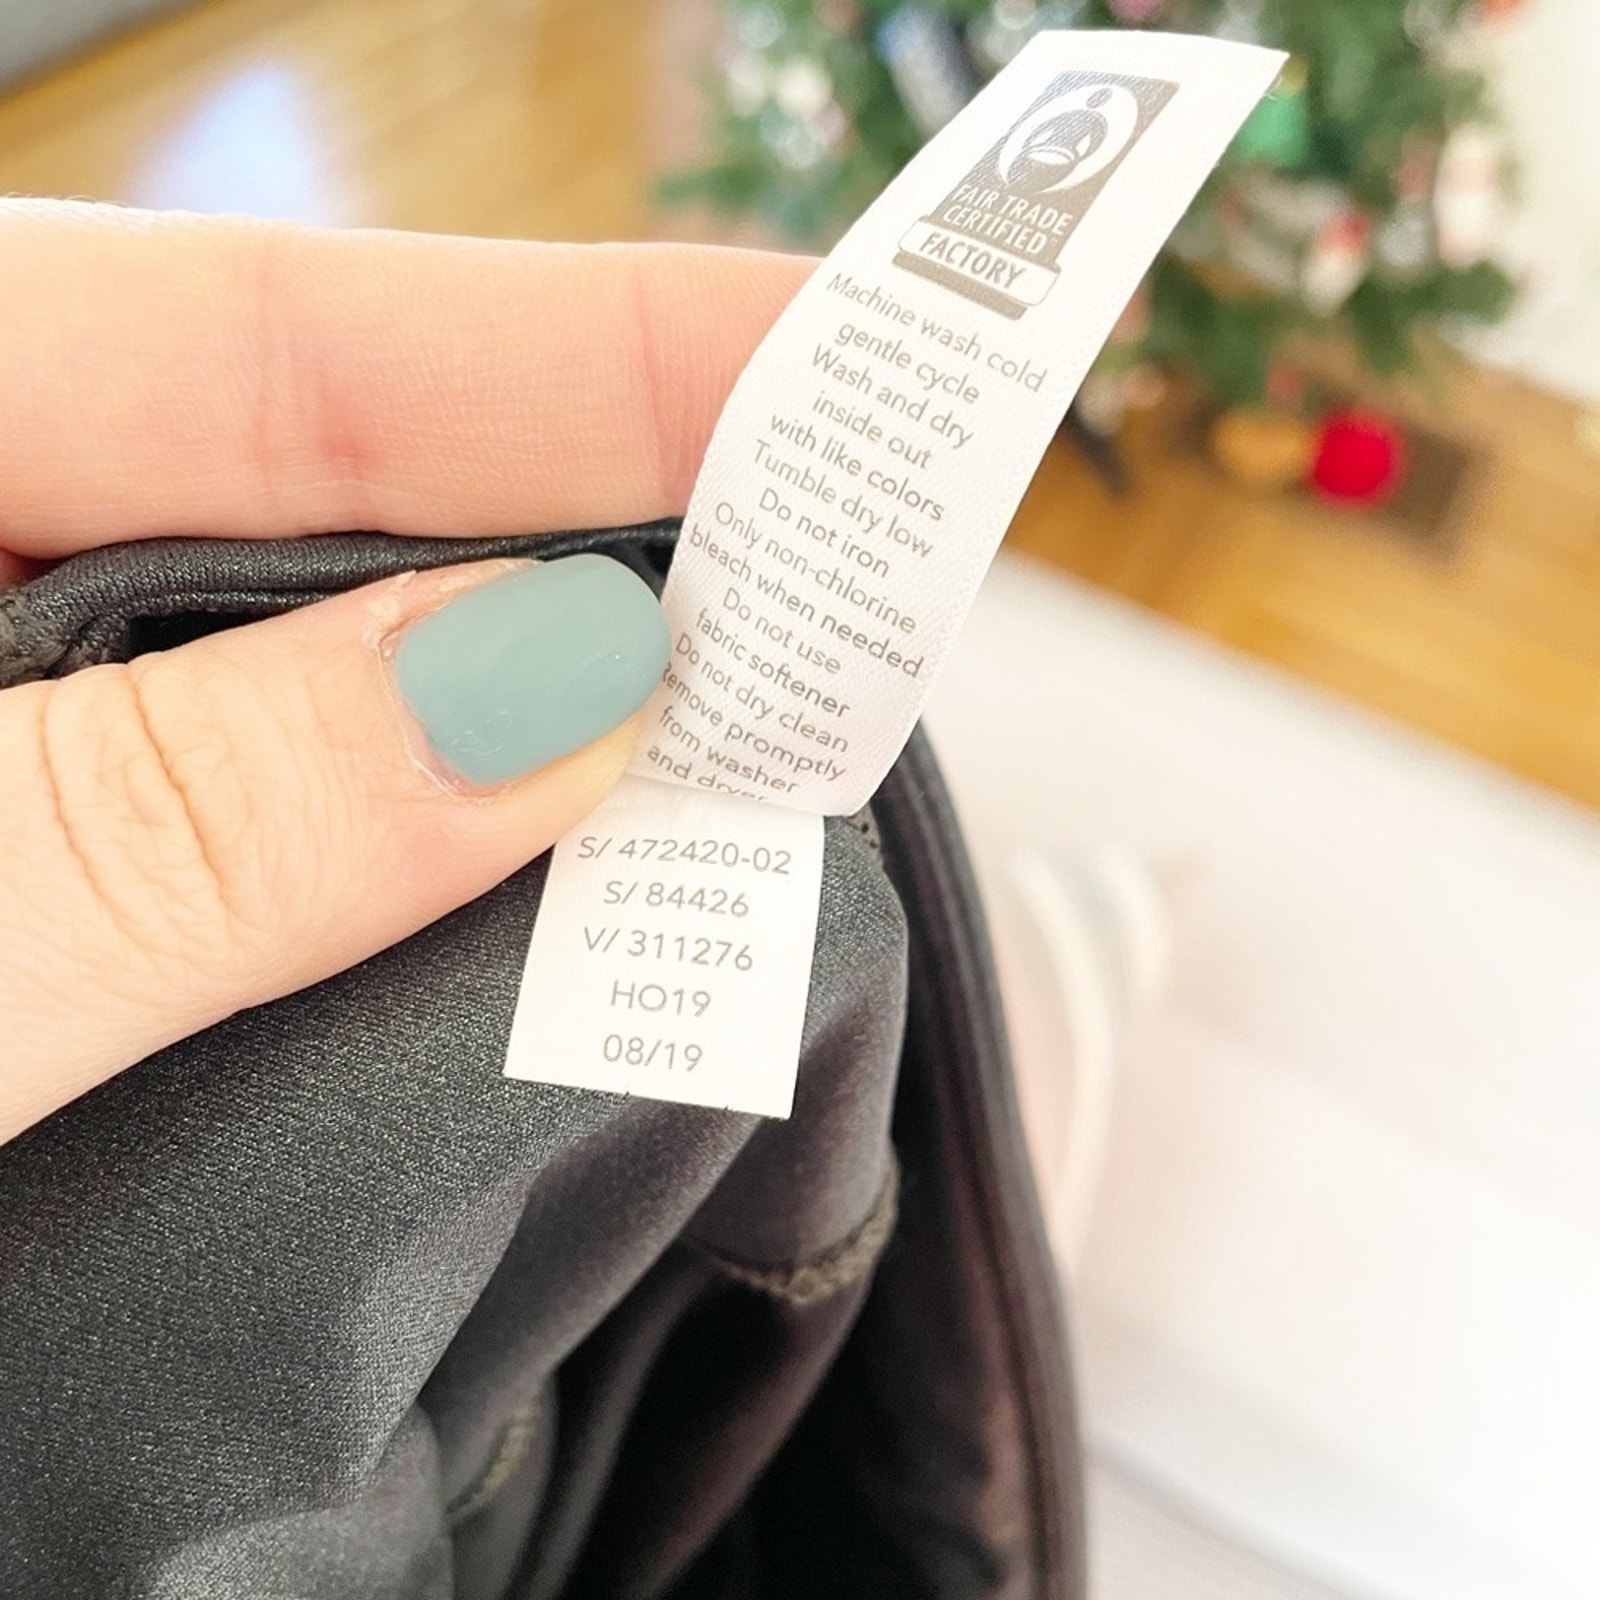 FAIR TRADE
CERTIFIED
FACTORY
Machine wash cold
gentle cycle
Wash and dry
inside out
with like colors
Tumble dry low
Do not iron
Only non-chlorine
bleach when needed
Do not use
fabric softener
Do not dry clean
Remove promptly
from washer
and dryer
S/ 472420-02
S/ 84426
V/ 311276
HO19
08/19